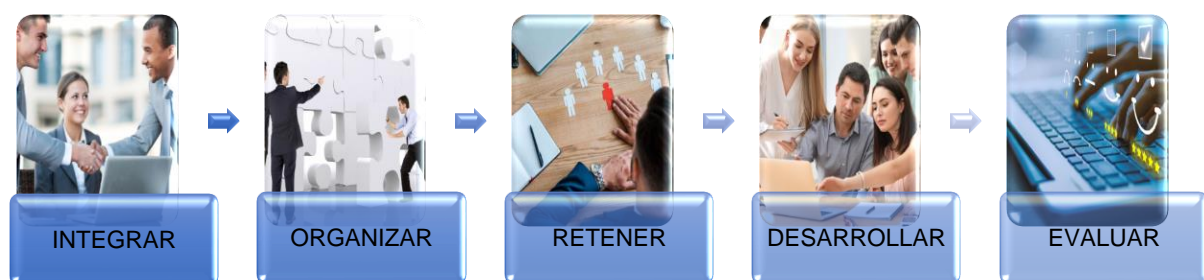 INTEGRAR
ORGANIZAR
RETENER
DESARROLLAR
EVALUAR